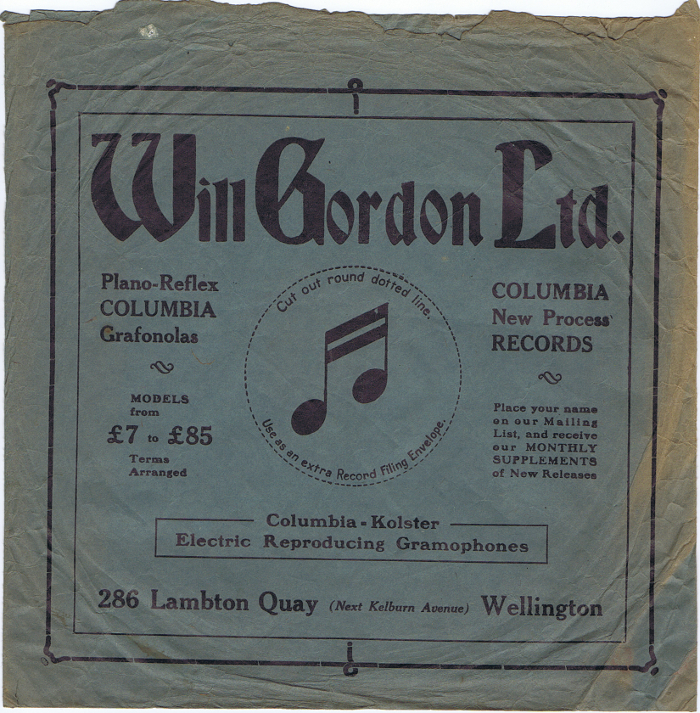 Will Gordon Ltd.
Plano-Reflex
COLUMBIA
Grafonolas
MODELS
from
£7 to £85
Terms
Arranged
Cut out round dotted line.
Use as an extra Record Filing Envelope.
COLUMBIA
New Process
RECORDS
Place your name
on our Mailing
List, and receive
our MONTHLY
SUPPLEMENTS
of New Releases
Columbia-Kolster
Electric Reproducing Gramophones
286 Lambton Quay (Next Kelburn Avenue) Wellington